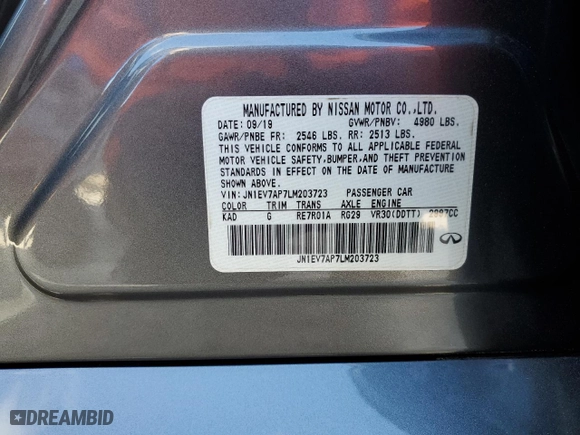 MANUFACTURED BY NISSAN MOTOR CO.,LTD.
DATE: 09/19 GVWR/PNBV: 4980 LBS.
GAWR/PNBE FR: 2546 LBS. RR: 2513 LBS.
THIS VEHICLE CONFORMS TO ALL APPLICABLE FEDERAL
MOTOR VEHICLE SAFETY,BUMPER,AND THEFT PREVENTION
STANDARDS IN EFFECT ON THE DATE OF MANUFACTURE
SHOWN ABOVE.
VIN: JN1EV7AP7LM203723 PASSENGER CAR
COLOR TRIM TRANS AXLE ENGINE
KAD G RE7R01A RG29 VR30(DDTT) 2997CC
JN1EV7AP7LM203723
DREAMBID